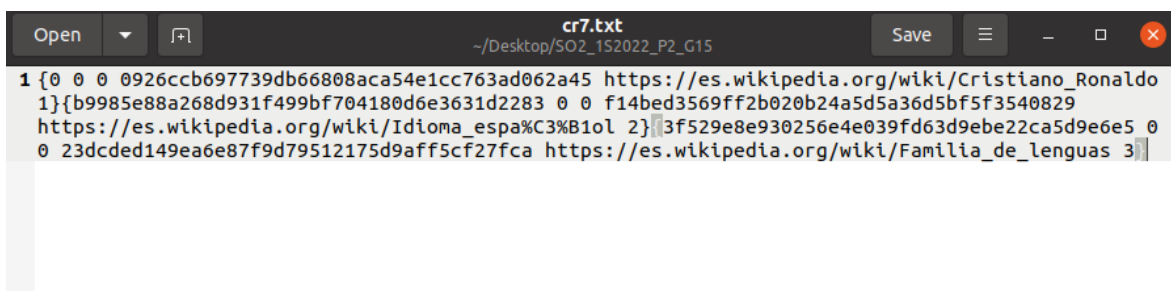 Open
cr7.txt
~/Desktop/SO2_1S2022_P2_G15
Save
1 {0 0 0 0926ccb697739db66808aca54e1cc763ad062a45 https://es.wikipedia.org/wiki/Cristiano_Ronaldo
1}{b9985e88a268d931f499bf704180d6e3631d2283 0 0 f14bed3569ff2b020b24a5d5a36d5bf5f3540829
https://es.wikipedia.org/wiki/Idioma_espa%C3%B1ol 2}{3f529e8e930256e4e039fd63d9ebe22ca5d9e6e5 0
0 23dcded149ea6e87f9d79512175d9aff5cf27fca https://es.wikipedia.org/wiki/Familia_de_lenguas 3}